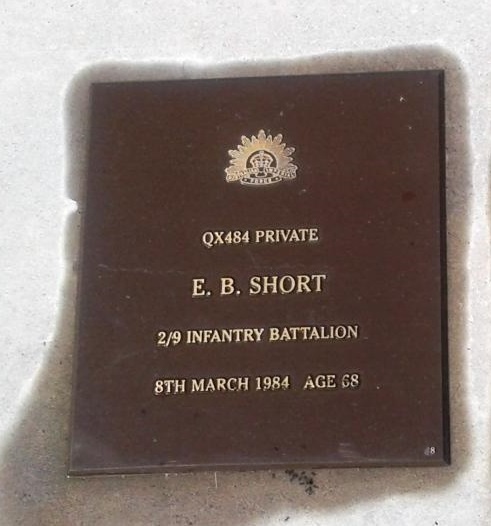 QX484 PRIVATE
E. B. SHORT
2/9 INFANTRY BATTALION
8TH MARCH 1984 AGE 68